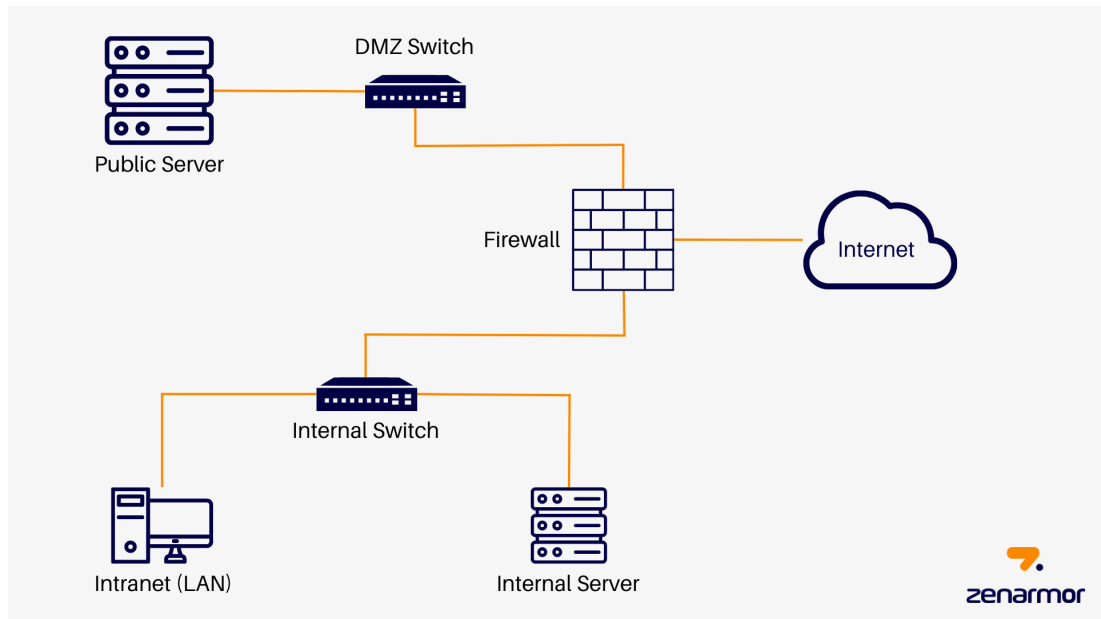 DMZ Switch
Public Server
Firewall
Internet
Internal Switch
Intranet (LAN)
Internal Server
zenarmor